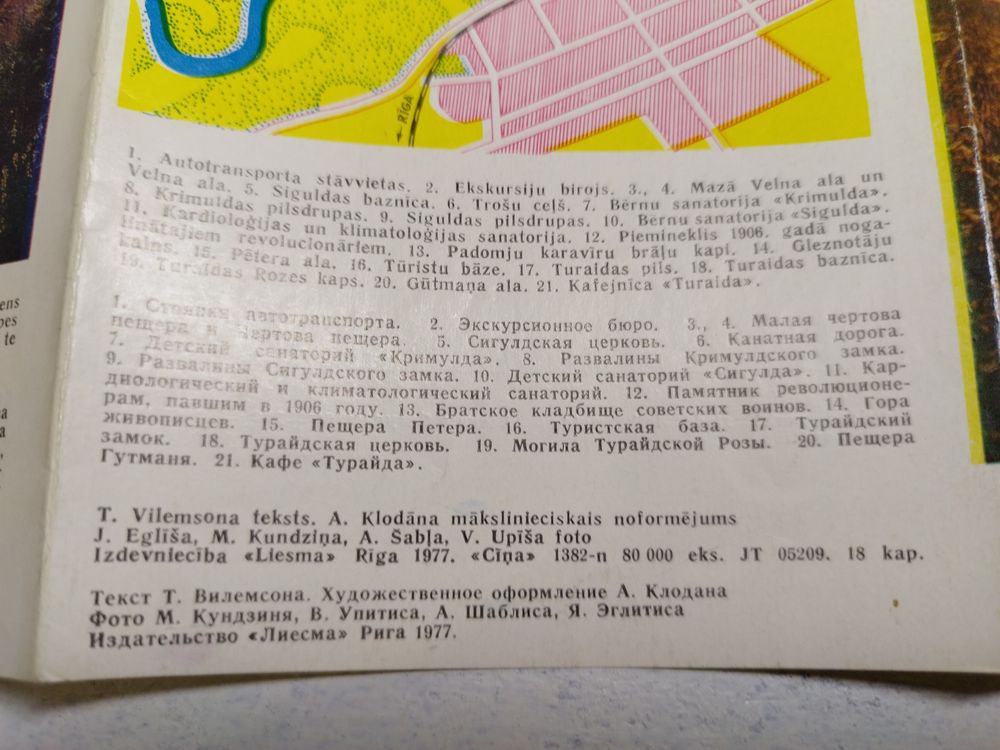 RĪGA
1. Autotransporta stāvvietas. 2. Ekskursiju birojs. 3., 4. Mazā Velna ala un
Velna ala. 5. Siguldas baznīca. 6. Trošu ceļš. 7. Bērnu sanatorija «Krimulda».
8. Krimuldas pilsdrupas. 9. Siguldas pilsdrupas. 10. Bērnu sanatorija «Sigulda».
11. Kardioloģijas un klimatoloģijas sanatorija. 12. Piemineklis 1906. gadā noga-
linātajiem revolucionāriem. 13. Padomju karavīru brāļu kapi. 14. Gleznotāju
kalns. 15. Pētera ala. 16. Tūristu bāze. 17. Turaidas pils. 18. Turaidas baznīca.
19. Turaidas Rozes kaps. 20. Gūtmaņa ala. 21. Kafejnīca «Turaida».
1. Стоянка автотранспорта. 2. Экскурсионное бюро. 3., 4. Малая чертова
пещера и Чертова пещера. 5. Сигулдская церковь. 6. Канатная дорога.
7. Детский санаторий «Кримулда». 8. Развалины Кримулдского замка.
9. Развалины Сигулдского замка. 10. Детский санаторий «Сигулда». 11. Кар-
диологический и климатологический санаторий. 12. Памятник революционе-
рам, павшим в 1906 году. 13. Братское кладбище советских воинов. 14. Гора
живописцев. 15. Пещера Петера. 16. Туристская база. 17. Турайдский
замок. 18. Турайдская церковь. 19. Могила Турайдской Розы. 20. Пещера
Гутманя. 21. Кафе «Турайда».
T. Vilemsona teksts. A. Klodāna mākslinieciskais noformējums
J. Eglīša, M. Kundziņa, A. Šabļa, V. Upīša foto
Izdevniecība «Liesma» Rīga 1977. «Cīņa» 1382-n 80 000 eks. JT 05209. 18 kap.
Текст Т. Вилемсона. Художественное оформление А. Клодана
Фото М. Кундзиня, В. Упитиса, А. Шаблиса, Я. Эглитиса
Издательство «Лиесма» Рига 1977.